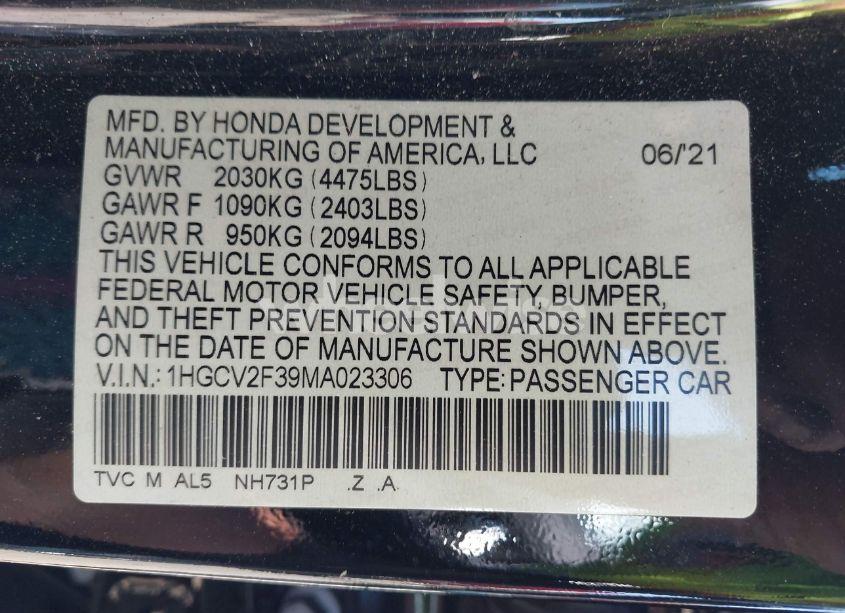 MFD. BY HONDA DEVELOPMENT &
MANUFACTURING OF AMERICA, LLC 06/'21
GVWR 2030KG (4475LBS)
GAWR F 1090KG (2403LBS)
GAWR R 950KG (2094LBS)
THIS VEHICLE CONFORMS TO ALL APPLICABLE
FEDERAL MOTOR VEHICLE SAFETY, BUMPER,
AND THEFT PREVENTION STANDARDS IN EFFECT
ON THE DATE OF MANUFACTURE SHOWN ABOVE.
V.I.N.: 1HGCV2F39MA023306 TYPE: PASSENGER CAR
TVC M AL5 NH731P .Z .A